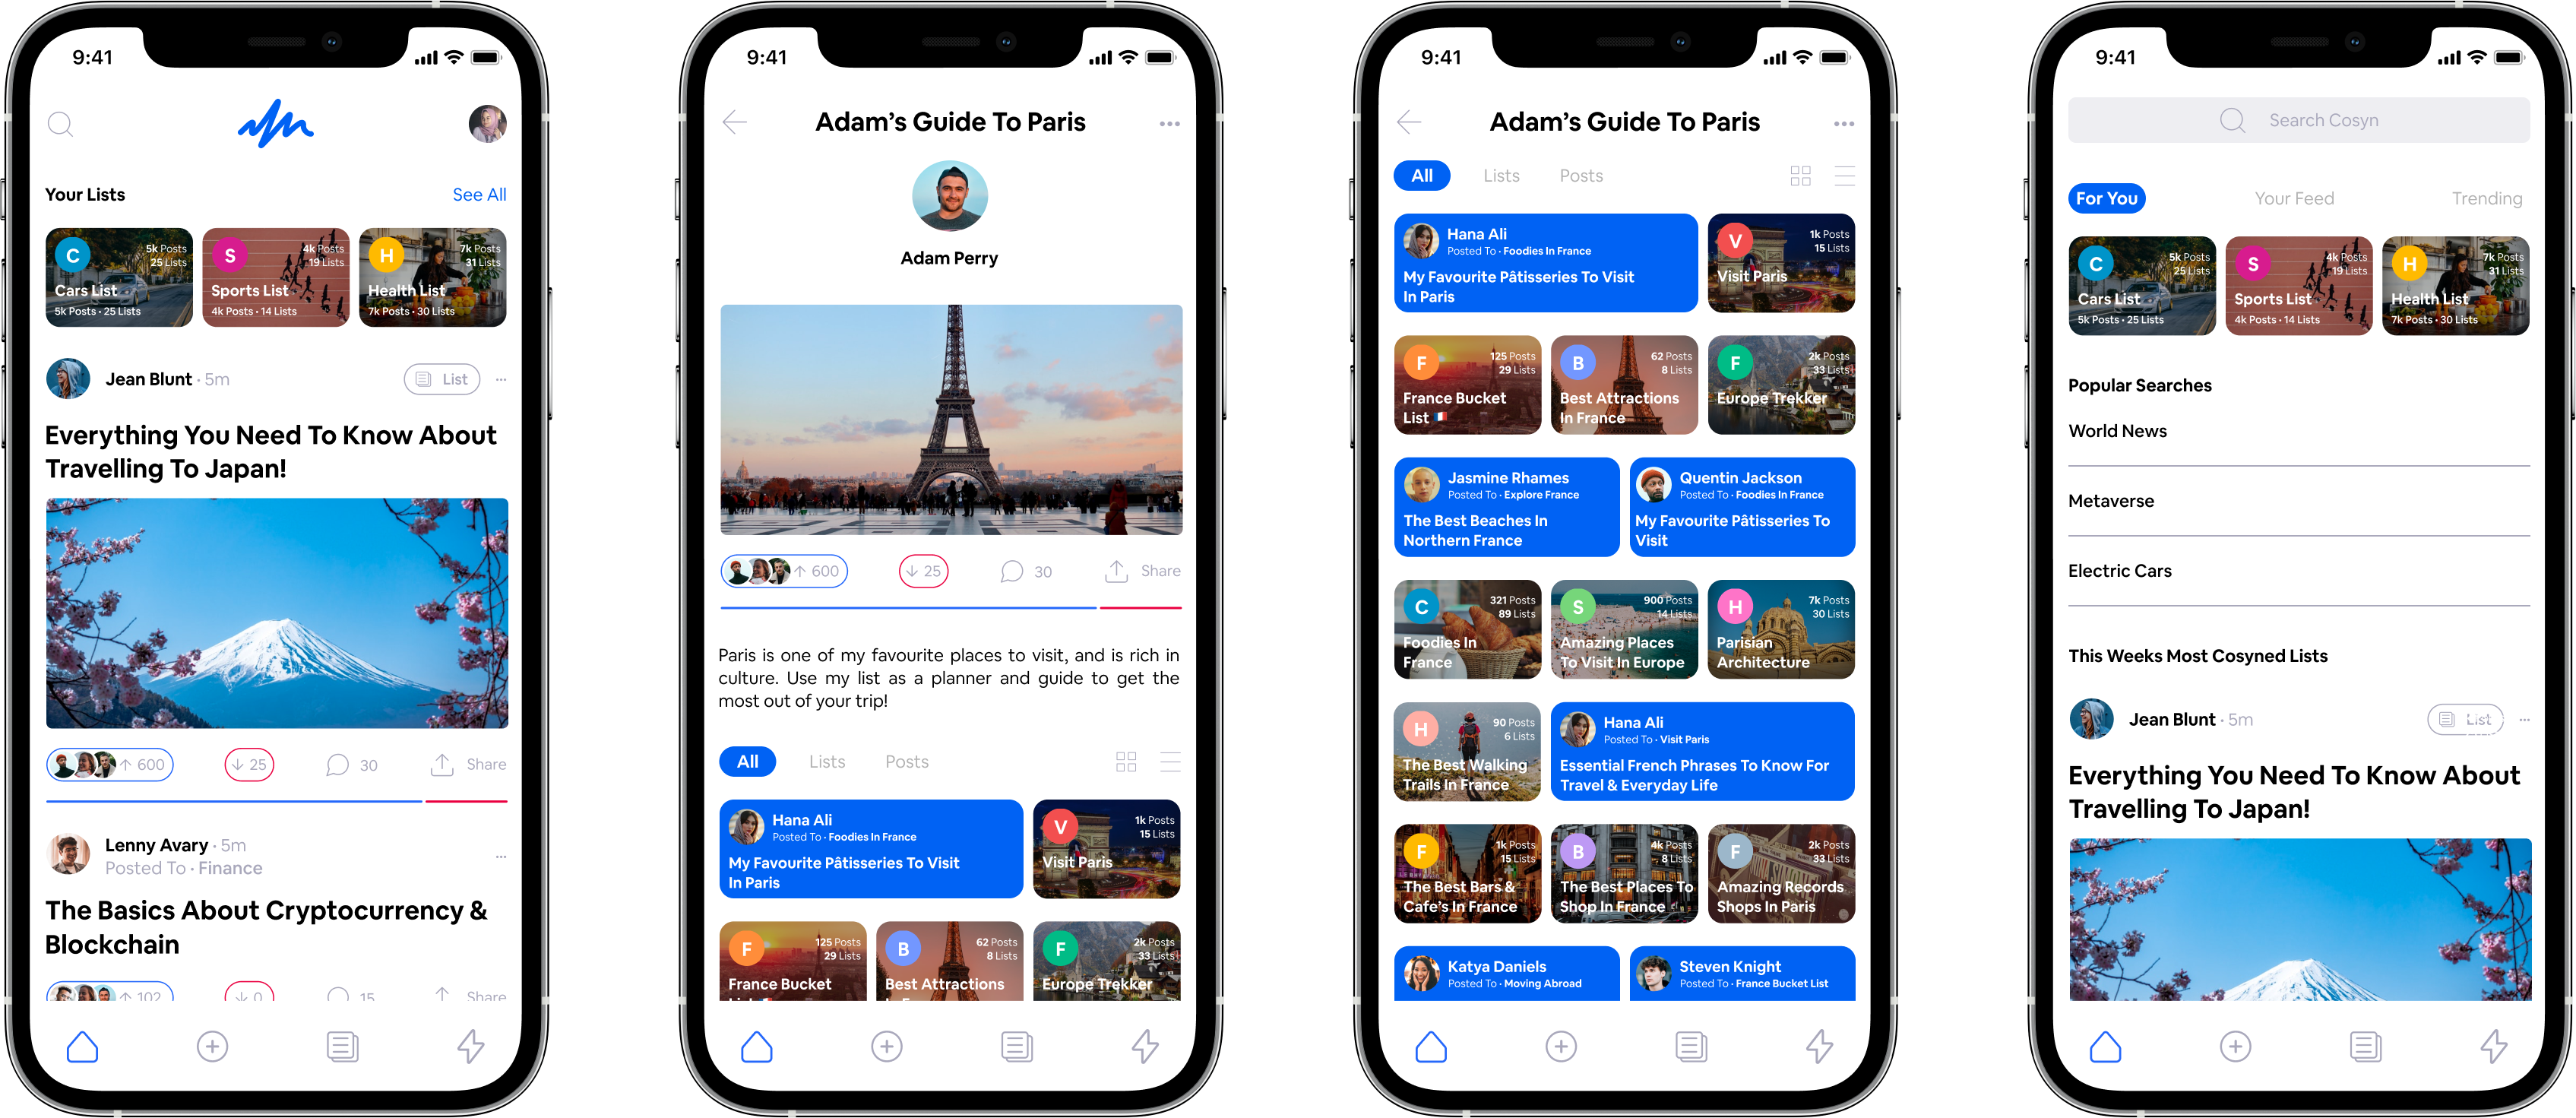 9:41
Your Lists
See All
C
5k Posts
25 Lists
Cars List
5k Posts • 25 Lists
S
4k Posts
19 Lists
Sports List
4k Posts • 14 Lists
H
7k Posts
31 Lists
Health List
7k Posts • 30 Lists
Jean Blunt · 5m
List
Everything You Need To Know About
Travelling To Japan!
600
25
30
Share
Lenny Avary · 5m
Posted To · Finance
The Basics About Cryptocurrency &
Blockchain
102
0
15
Share
9:41
Adam's Guide To Paris
Adam Perry
600
25
30
Share
Paris is one of my favourite places to visit, and is rich in
culture. Use my list as a planner and guide to get the
most out of your trip!
All
Lists
Posts
Hana Ali
Posted To · Foodies In France
My Favourite Pâtisseries To Visit
In Paris
V
1k Posts
15 Lists
Visit Paris
F
125 Posts
29 Lists
France Bucket
B
62 Posts
8 Lists
Best Attractions
F
2k Posts
33 Lists
Europe Trekker
9:41
Adam's Guide To Paris
All
Lists
Posts
Hana Ali
Posted To · Foodies In France
My Favourite Pâtisseries To Visit
In Paris
V
1k Posts
15 Lists
Visit Paris
F
125 Posts
29 Lists
France Bucket
List 🇫🇷
B
62 Posts
8 Lists
Best Attractions
In France
F
2k Posts
33 Lists
Europe Trekker
Jasmine Rhames
Posted To · Explore France
The Best Beaches In
Northern France
Quentin Jackson
Posted To · Foodies In France
My Favourite Pâtisseries To
Visit
C
321 Posts
89 Lists
Foodies In
France
S
900 Posts
14 Lists
Amazing Places
To Visit In Europe
H
7k Posts
30 Lists
Parisian
Architecture
H
90 Posts
6 Lists
The Best Walking
Trails In France
Hana Ali
Posted To · Visit Paris
Essential French Phrases To Know For
Travel & Everyday Life
F
1k Posts
15 Lists
The Best Bars &
Cafe's In France
B
4k Posts
8 Lists
The Best Places To
Shop In France
F
2k Posts
33 Lists
Amazing Records
Shops In Paris
Katya Daniels
Posted To · Moving Abroad
Steven Knight
Posted To · France Bucket List
9:41
Search Cosyn
For You
Your Feed
Trending
C
5k Posts
25 Lists
Cars List
5k Posts • 25 Lists
S
4k Posts
19 Lists
Sports List
4k Posts • 14 Lists
H
7k Posts
31 Lists
Health List
7k Posts • 30 Lists
Popular Searches
World News
Metaverse
Electric Cars
This Weeks Most Cosyned Lists
Jean Blunt · 5m
List
Everything You Need To Know About
Travelling To Japan!